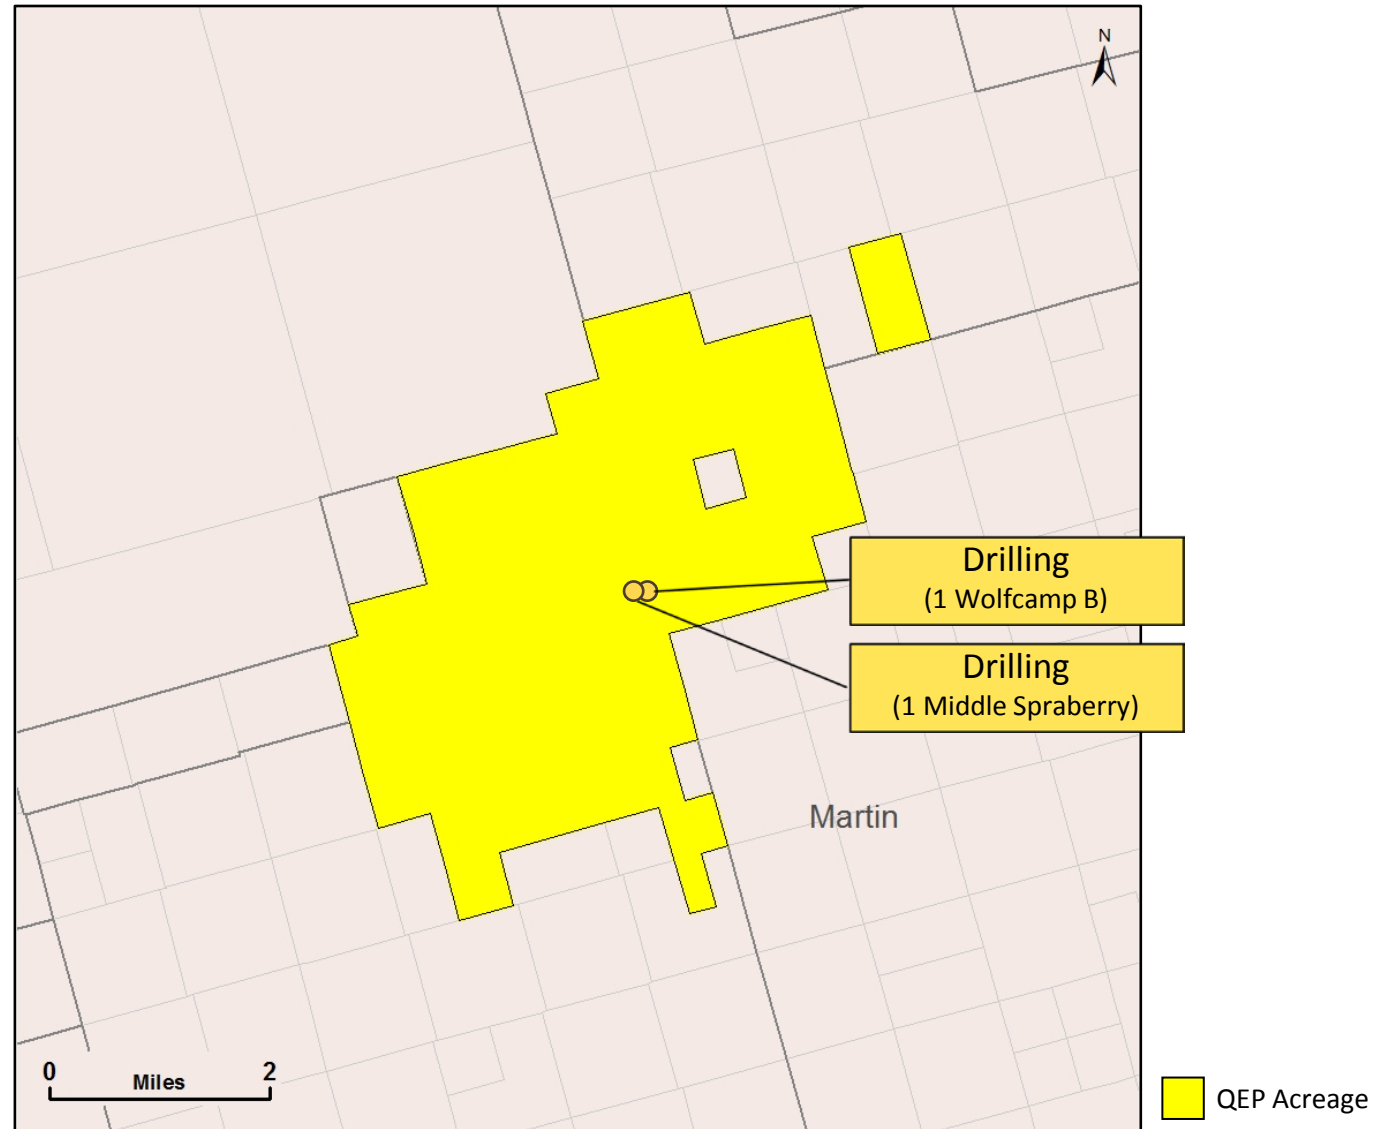 N
Drilling
(1 Wolfcamp B)
Drilling
(1 Middle Spraberry)
Martin
0 Miles 2
QEP Acreage